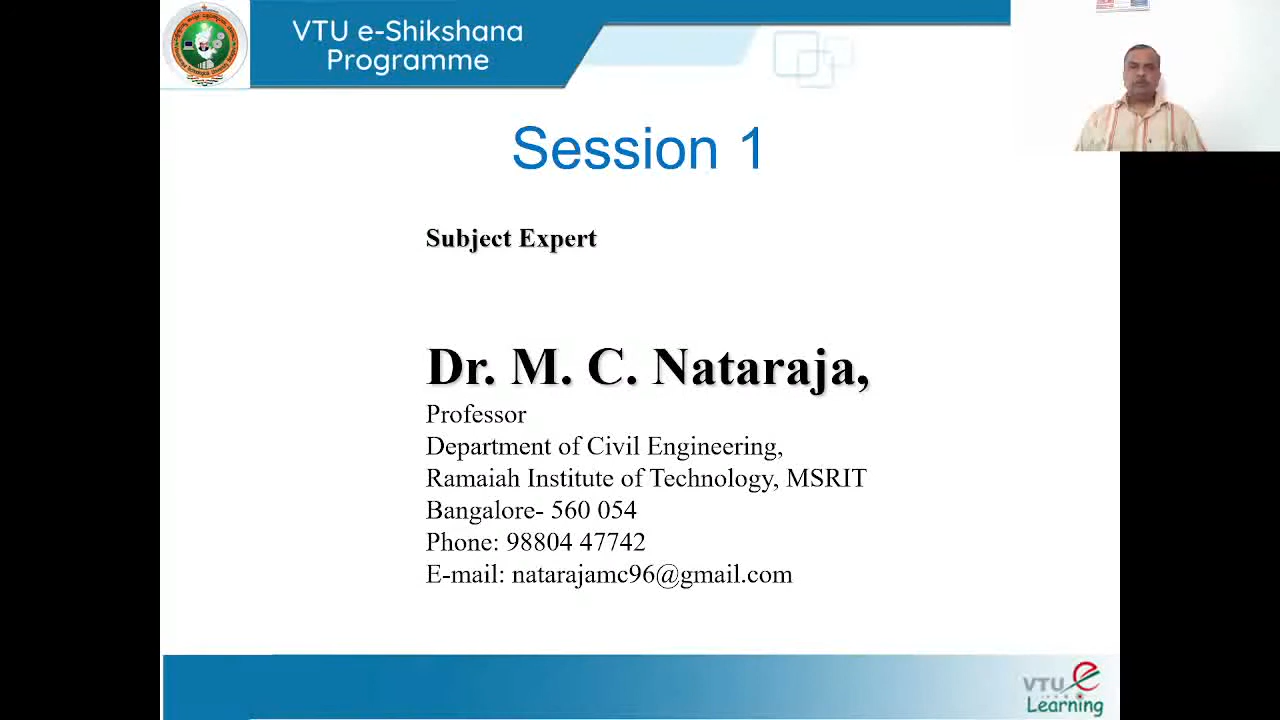 VTU e-Shikshana
Programme
Session 1
Subject Expert
Dr. M. C. Nataraja,
Professor
Department of Civil Engineering,
Ramaiah Institute of Technology, MSRIT
Bangalore- 560 054
Phone: 98804 47742
E-mail: natarajamc96@gmail.com
VTU e
Learning